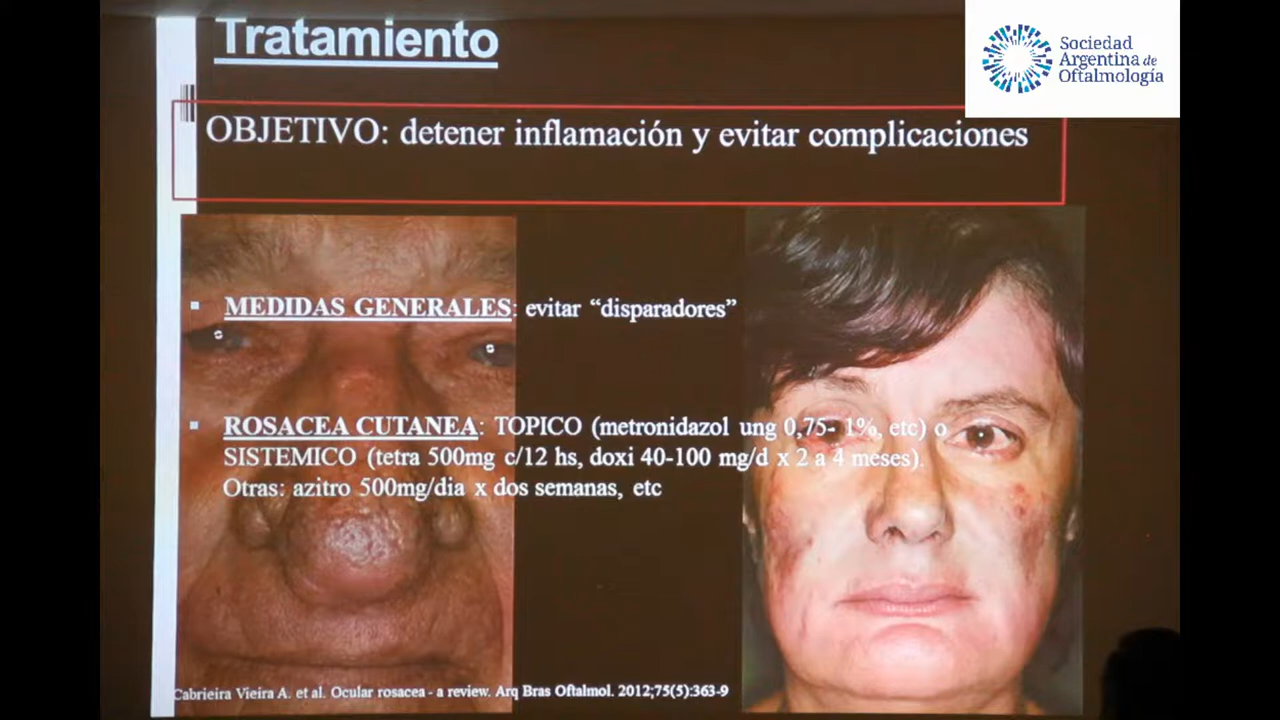 Tratamiento
Sociedad
Argentina de
Oftalmología
OBJETIVO: detener inflamación y evitar complicaciones
MEDIDAS GENERALES: evitar “disparadores”
ROSACEA CUTANEA: TOPICO (metronidazol ung 0,75- 1%, etc) o
SISTEMICO (tetra 500mg c/12 hs, doxi 40-100 mg/d x 2 a 4 meses).
Otras: azitro 500mg/dia x dos semanas, etc
Cabrieira Vieira A. et al. Ocular rosacea - a review. Arq Bras Oftalmol. 2012;75(5):363-9